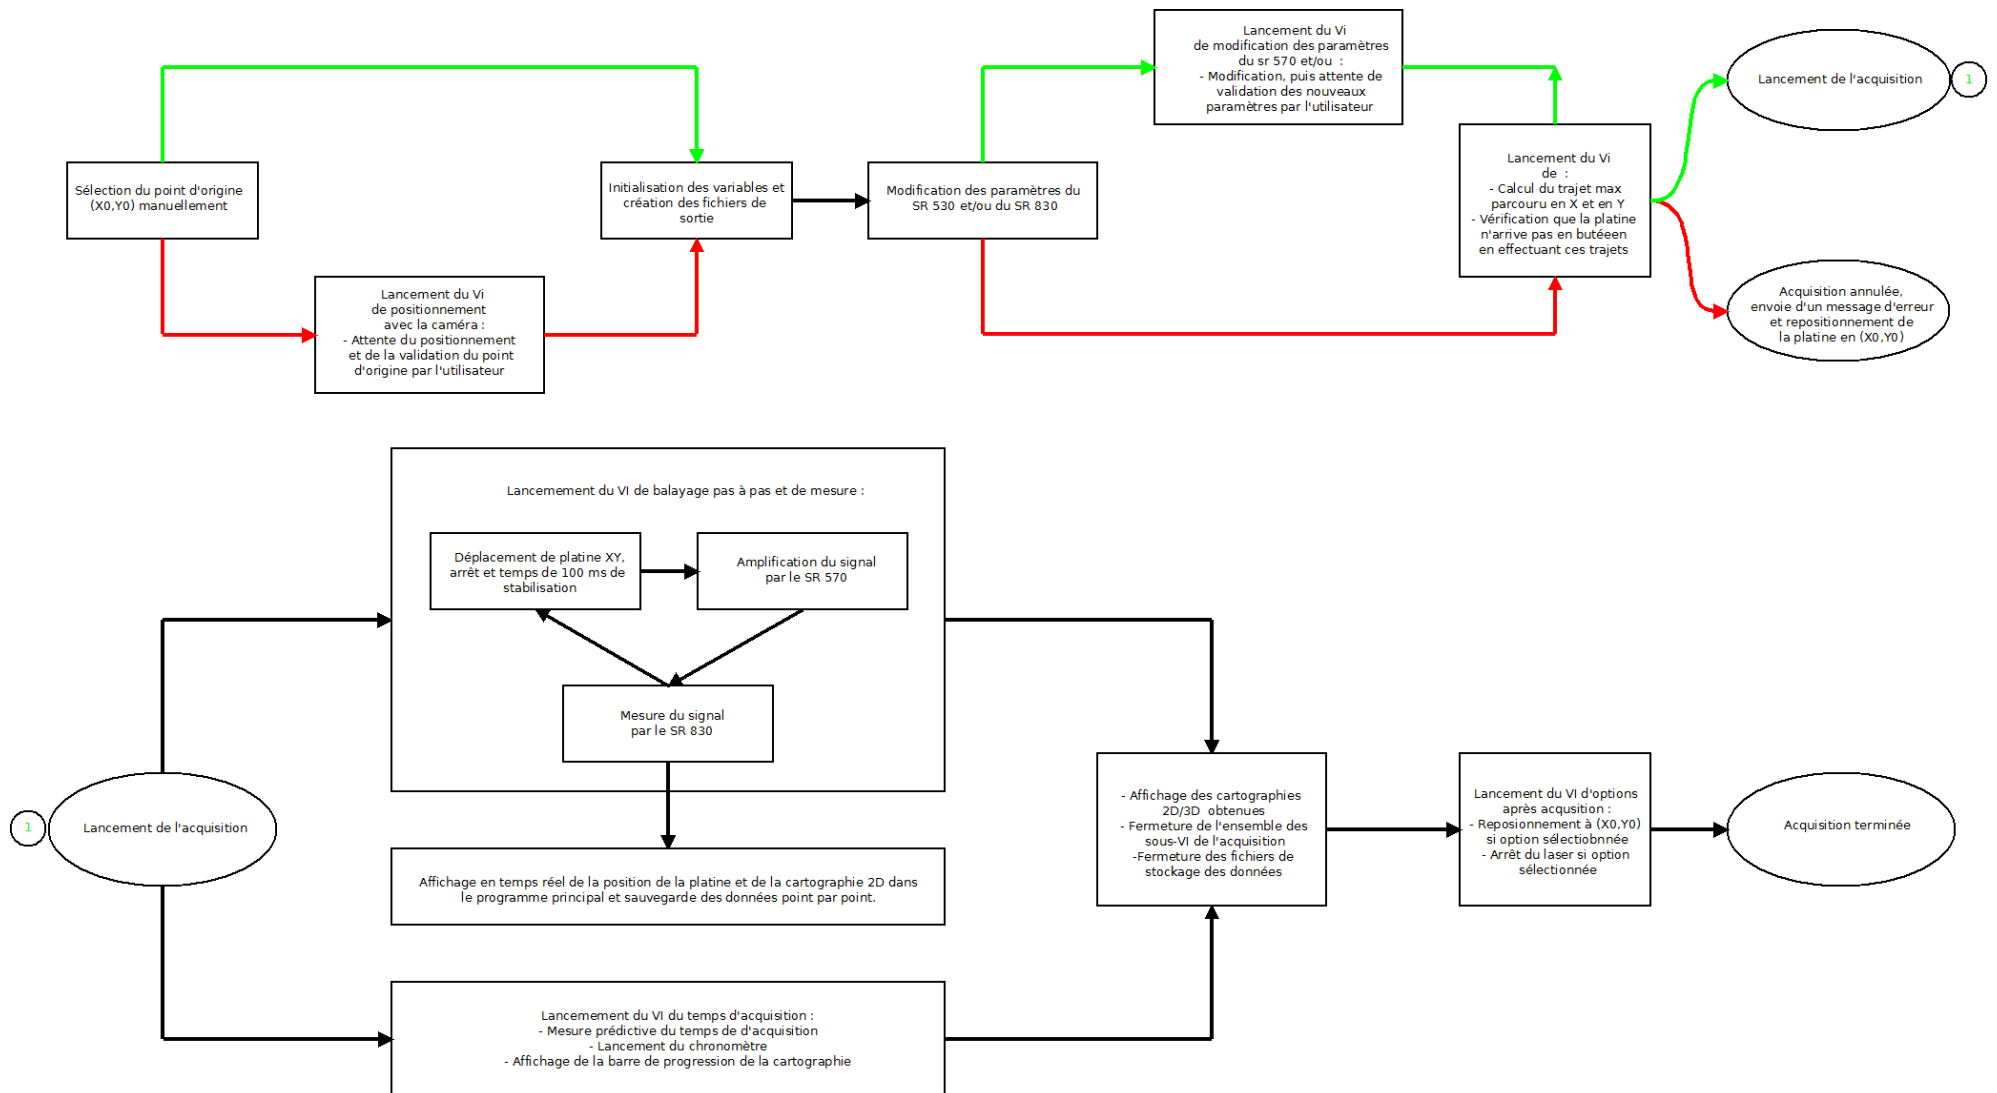 Sélection du point d'origine
(X0,Y0) manuellement
Lancement du Vi
de positionnement
avec la caméra :
- Attente du positionnement
et de la validation du point
d'origine par l'utilisateur
Initialisation des variables et
création des fichiers de
sortie
Modification des paramètres du
SR 530 et/ou du SR 830
Lancement du Vi
de modification des paramètres
du sr 570 et/ou :
- Modification, puis attente de
validation des nouveaux
paramètres par l'utilisateur
Lancement du Vi
de :
- Calcul du trajet max
parcouru en X et en Y
- Vérification que la platine
n'arrive pas en butéeen
en effectuant ces trajets
Lancement de l'acquisition
1
Acquisition annulée,
envoie d'un message d'erreur
et repositionnement de
la platine en (X0,Y0)
1
Lancement de l'acquisition
Lancemement du VI de balayage pas à pas et de mesure :
Déplacement de platine XY,
arrêt et temps de 100 ms de
stabilisation
Amplification du signal
par le SR 570
Mesure du signal
par le SR 830
Affichage en temps réel de la position de la platine et de la cartographie 2D dans
le programme principal et sauvegarde des données point par point.
Lancemement du VI du temps d'acquisition :
- Mesure prédictive du temps de d'acquisition
- Lancement du chronomètre
- Affichage de la barre de progression de la cartographie
- Affichage des cartographies
2D/3D obtenues
- Fermeture de l'ensemble des
sous-VI de l'acquisition
-Fermeture des fichiers de
stockage des données
Lancement du VI d'options
après acqusition :
- Reposionnement à (X0,Y0)
si option sélectiobnnée
- Arrêt du laser si option
sélectionnée
Acquisition terminée